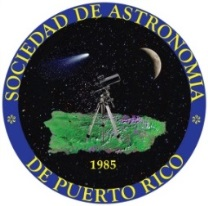 SOCIEDAD DE ASTRONOMIA
1985
DE PUERTO RICO